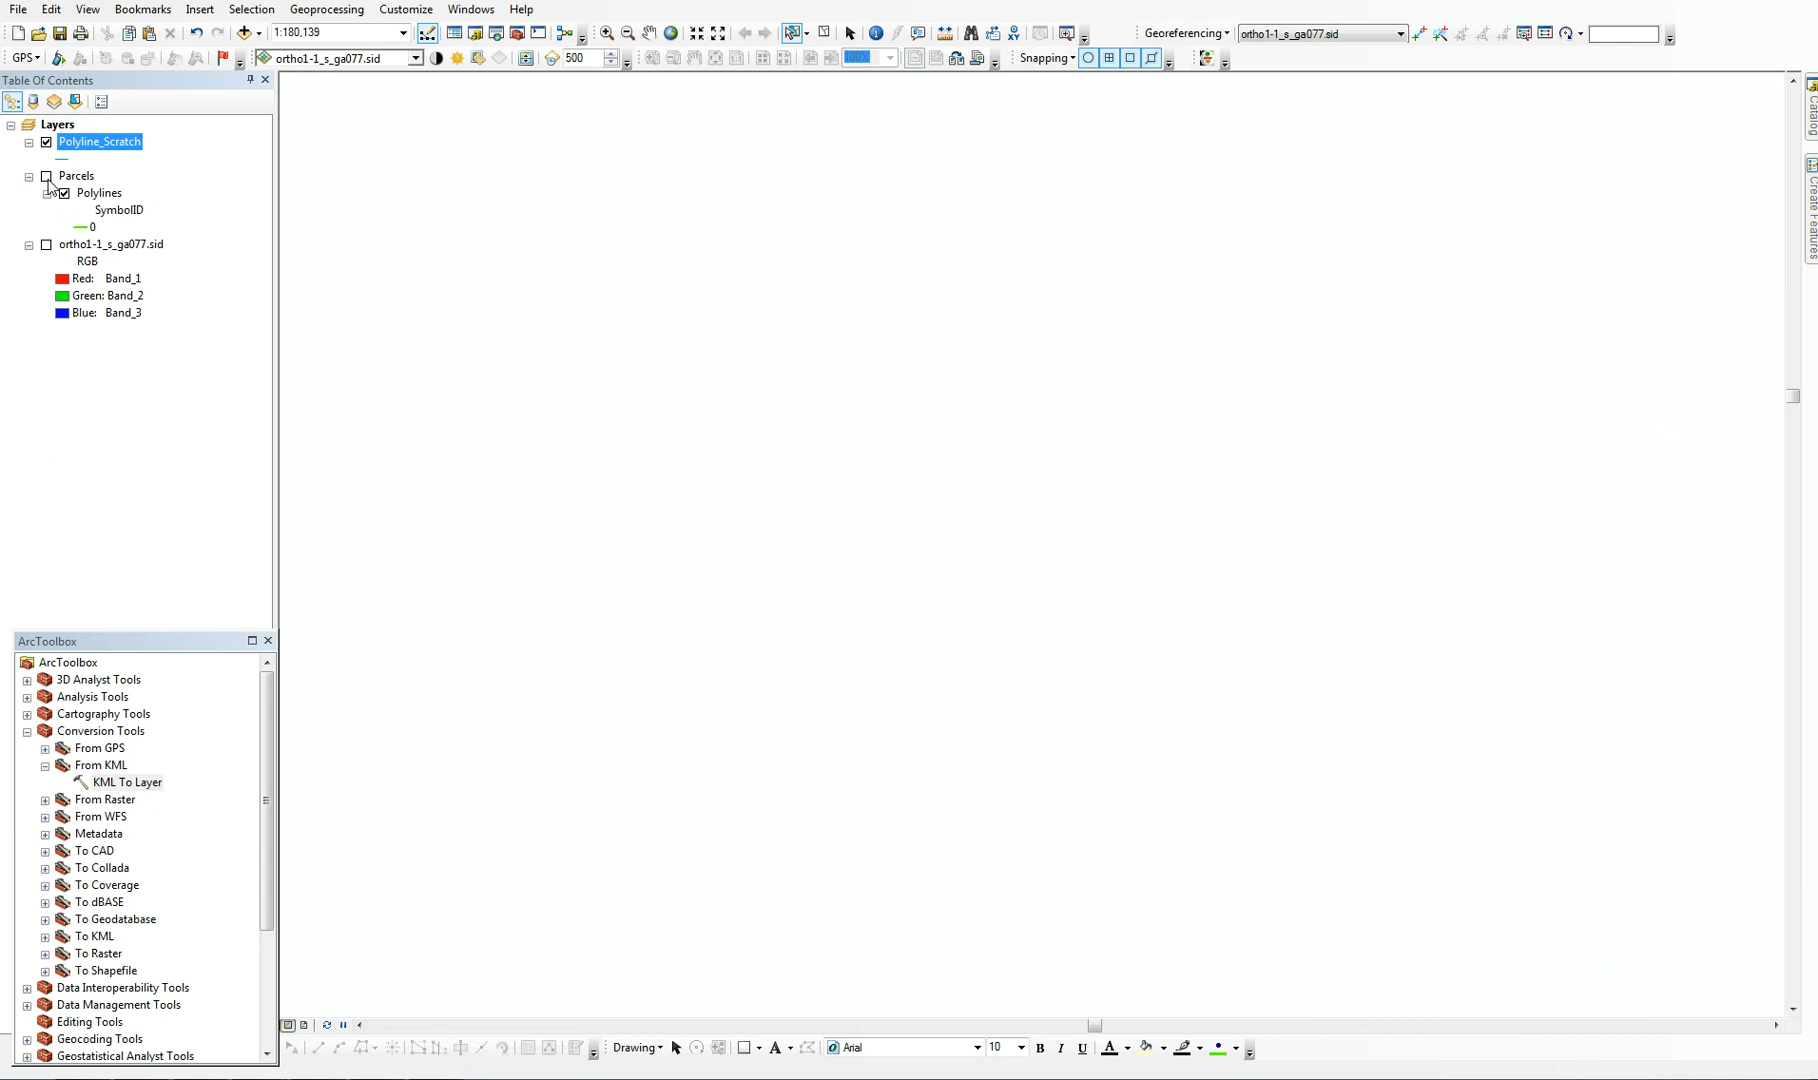 File Edit View Bookmarks Insert Selection Geoprocessing Customize Windows Help
1:180,139 Georeferencing ortho1-1_s_ga077.sid
GPS ortho1-1_s_ga077.sid 500 100% Snapping
Table Of Contents
Layers
Polyline_Scratch
Parcels
Polylines
SymbolID
0
ortho1-1_s_ga077.sid
RGB
Red: Band_1
Green: Band_2
Blue: Band_3
Catalog
Create Features
ArcToolbox
ArcToolbox
3D Analyst Tools
Analysis Tools
Cartography Tools
Conversion Tools
From GPS
From KML
KML To Layer
From Raster
From WFS
Metadata
To CAD
To Collada
To Coverage
To dBASE
To Geodatabase
To KML
To Raster
To Shapefile
Data Interoperability Tools
Data Management Tools
Editing Tools
Geocoding Tools
Geostatistical Analyst Tools
Drawing A Arial 10 B I U A